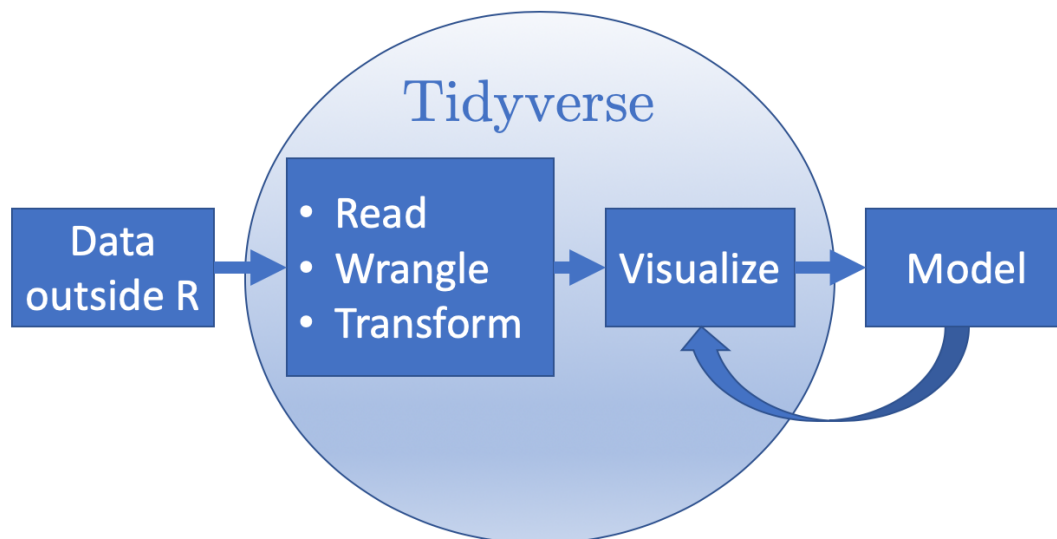 Tidyverse
Data
outside R
• Read
• Wrangle
• Transform
Visualize
Model